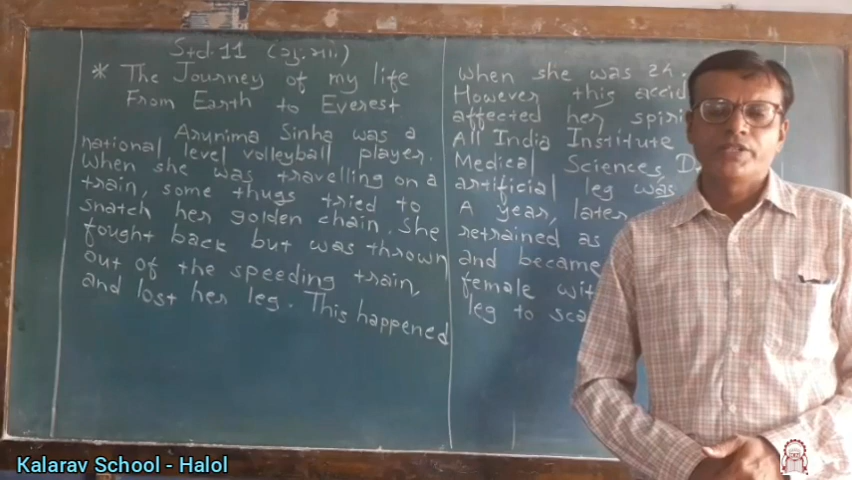 Std.11 (ગુ.મા.)
* The Journey of my life
From Earth to Everest
Arunima Sinha was a
national level volleyball player.
When she was travelling on a
train, some thugs tried to
snatch her golden chain. She
fought back but was thrown
out of the speeding train,
and lost her leg. This happened
when she was 24.
However this
affected her
All India Institute
Medical Sciences,
artificial leg was
A year, later
retrained as
and became
female
leg to
Kalarav School - Halol